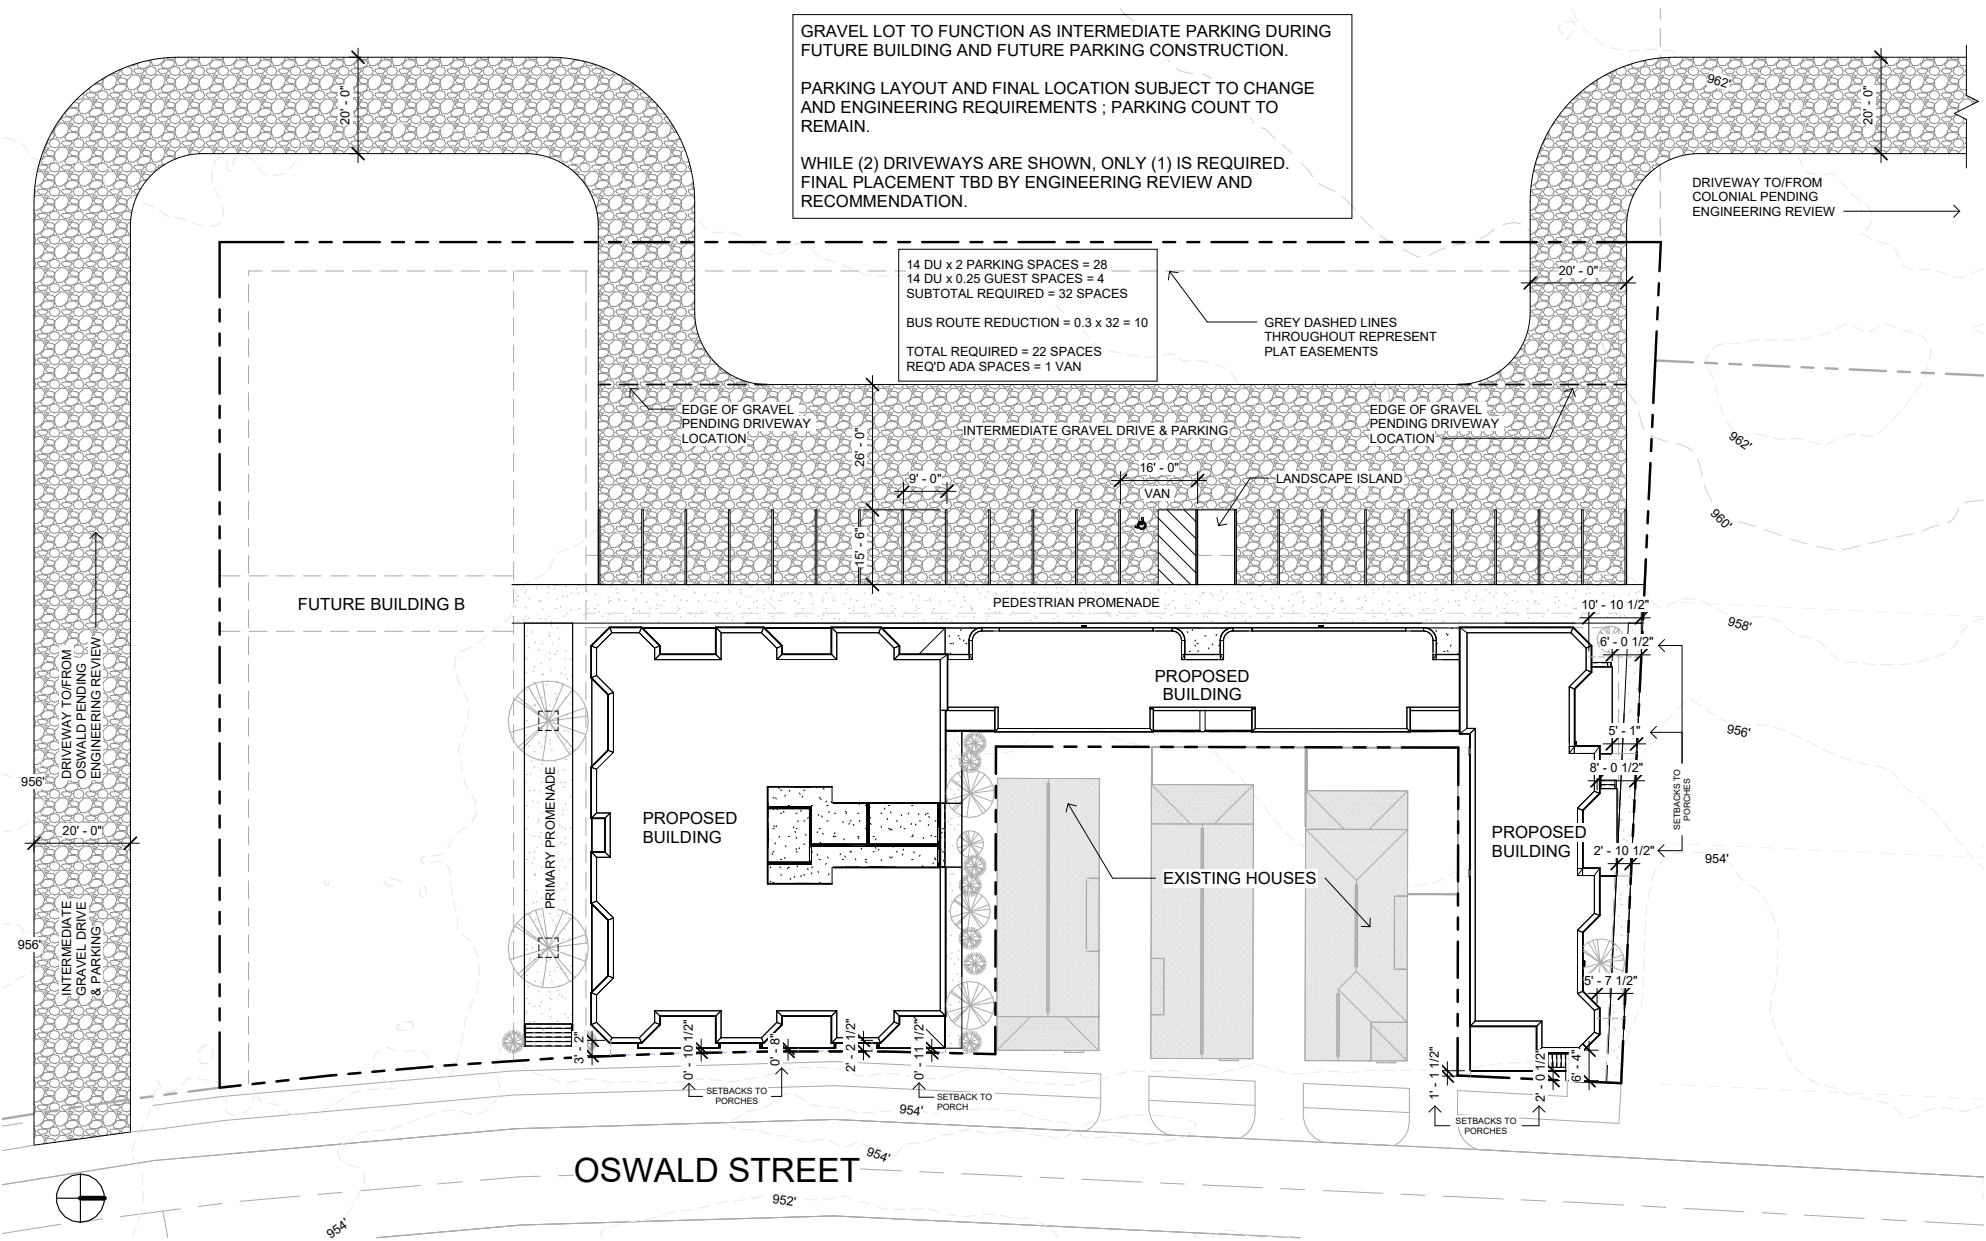 GRAVEL LOT TO FUNCTION AS INTERMEDIATE PARKING DURING
FUTURE BUILDING AND FUTURE PARKING CONSTRUCTION.
PARKING LAYOUT AND FINAL LOCATION SUBJECT TO CHANGE
AND ENGINEERING REQUIREMENTS ; PARKING COUNT TO
REMAIN.
WHILE (2) DRIVEWAYS ARE SHOWN, ONLY (1) IS REQUIRED.
FINAL PLACEMENT TBD BY ENGINEERING REVIEW AND
RECOMMENDATION.
20' - 0"
962'
20' - 0"
DRIVEWAY TO/FROM
COLONIAL PENDING
ENGINEERING REVIEW
14 DU x 2 PARKING SPACES = 28
14 DU x 0.25 GUEST SPACES = 4
SUBTOTAL REQUIRED = 32 SPACES
BUS ROUTE REDUCTION = 0.3 x 32 = 10
TOTAL REQUIRED = 22 SPACES
REQ'D ADA SPACES = 1 VAN
GREY DASHED LINES
THROUGHOUT REPRESENT
PLAT EASEMENTS
20' - 0"
EDGE OF GRAVEL
PENDING DRIVEWAY
LOCATION
26' - 0"
INTERMEDIATE GRAVEL DRIVE & PARKING
EDGE OF GRAVEL
PENDING DRIVEWAY
LOCATION
962'
9' - 0"
16' - 0"
VAN
LANDSCAPE ISLAND
960'
15' - 6"
FUTURE BUILDING B
PEDESTRIAN PROMENADE
10' - 10 1/2"
958'
6' - 0 1/2"
DRIVEWAY TO/FROM
OSWALD PENDING
ENGINEERING REVIEW
PROPOSED
BUILDING
5' - 1"
956'
8' - 0 1/2"
SETBACKS TO
PORCHES
956'
20' - 0"
PRIMARY PROMENADE
PROPOSED
BUILDING
PROPOSED
BUILDING
2' - 10 1/2"
954'
EXISTING HOUSES
956'
INTERMEDIATE
GRAVEL DRIVE
& PARKING
5' - 7 1/2"
3' - 2"
0' - 10 1/2"
0' - 8"
2' - 2 1/2"
0' - 11 1/2"
1' - 1 1/2"
2' - 0 1/2"
6' - 4"
SETBACKS TO
PORCHES
SETBACK TO
PORCH
954'
SETBACKS TO
PORCHES
OSWALD STREET
954'
952'
954'